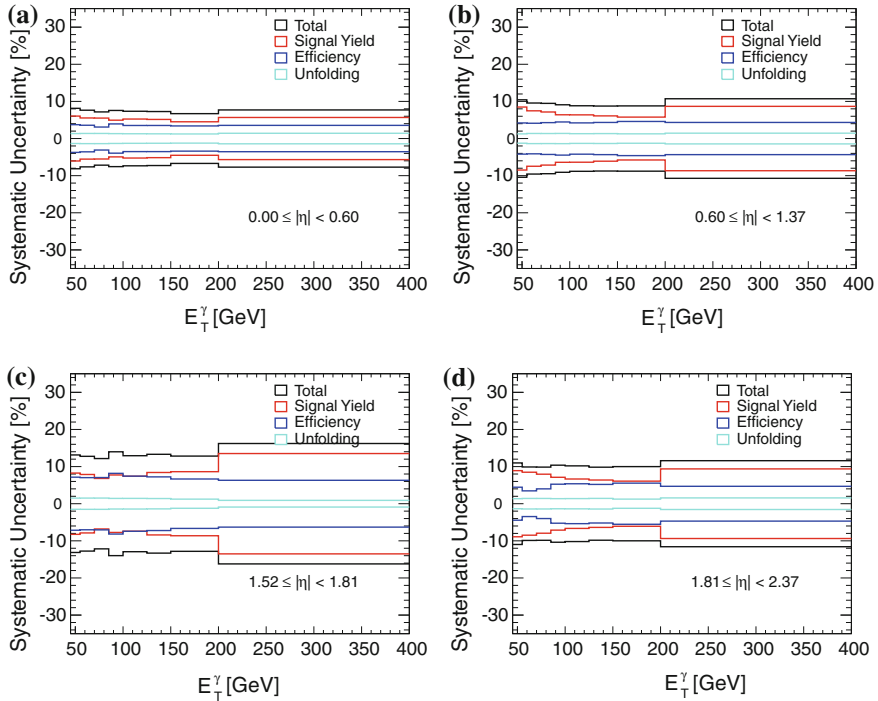 (a)
Systematic Uncertainty [%]
30
20
10
0
-10
-20
-30
Total
Signal Yield
Efficiency
Unfolding
0.00 ≤ |η| < 0.60
50 100 150 200 250 300 350 400
E_T^γ [GeV]
(b)
Systematic Uncertainty [%]
30
20
10
0
-10
-20
-30
Total
Signal Yield
Efficiency
Unfolding
0.60 ≤ |η| < 1.37
50 100 150 200 250 300 350 400
E_T^γ [GeV]
(c)
Systematic Uncertainty [%]
30
20
10
0
-10
-20
-30
Total
Signal Yield
Efficiency
Unfolding
1.52 ≤ |η| < 1.81
50 100 150 200 250 300 350 400
E_T^γ [GeV]
(d)
Systematic Uncertainty [%]
30
20
10
0
-10
-20
-30
Total
Signal Yield
Efficiency
Unfolding
1.81 ≤ |η| < 2.37
50 100 150 200 250 300 350 400
E_T^γ [GeV]